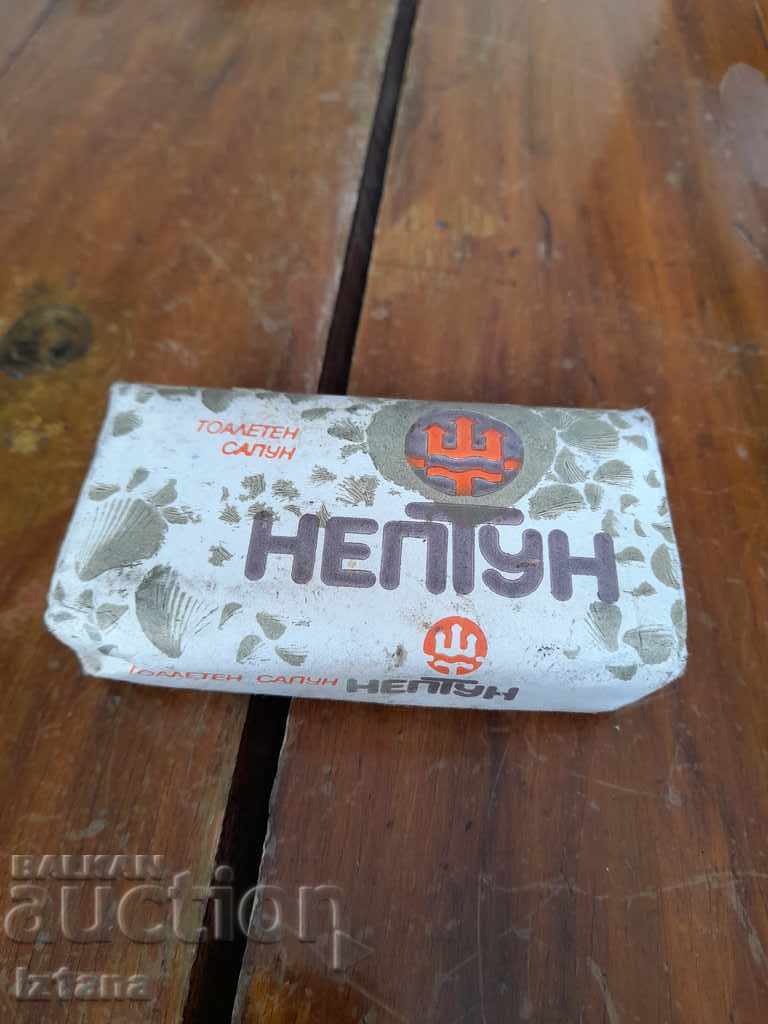 ТОАЛЕТЕН
САПУН
НЕПТУН
ТОАЛЕТЕН САПУН НЕПТУН
BALKAN
auction
Iztana